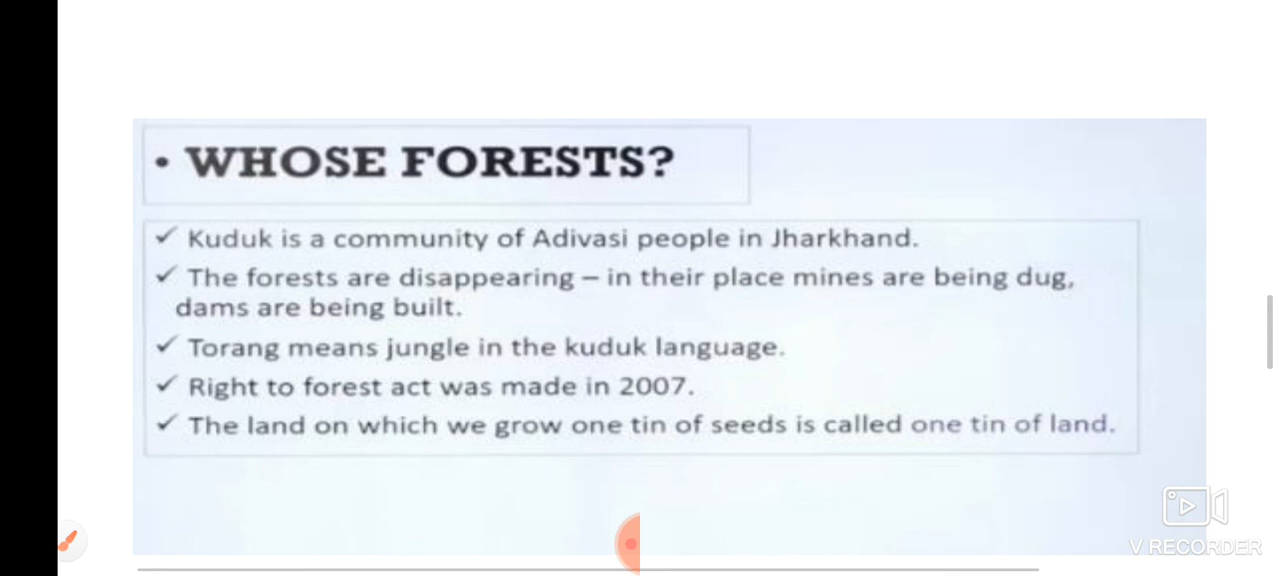 • WHOSE FORESTS?
✓ Kuduk is a community of Adivasi people in Jharkhand.
✓ The forests are disappearing – in their place mines are being dug,
dams are being built.
✓ Torang means jungle in the kuduk language.
✓ Right to forest act was made in 2007.
✓ The land on which we grow one tin of seeds is called one tin of land.
V RECORDER